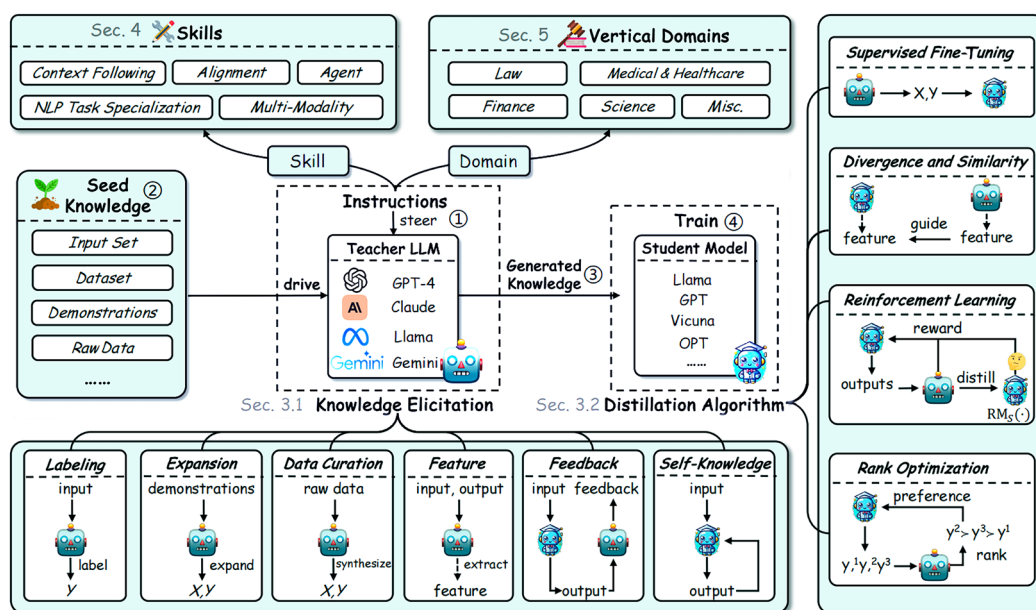 Sec. 4 Skills
Context Following
Alignment
Agent
NLP Task Specialization
Multi-Modality
Sec. 5 Vertical Domains
Law
Medical & Healthcare
Finance
Science
Misc.
Skill
Domain
Seed
Knowledge ②
Input Set
Dataset
Demonstrations
Raw Data
......
drive
Instructions
steer ①
Teacher LLM
GPT-4
A\ Claude
Llama
Gemini Gemini
Sec. 3.1 Knowledge Elicitation
Generated
Knowledge ③
Train ④
Student Model
Llama
GPT
Vicuna
OPT
......
Sec. 3.2 Distillation Algorithm
Labeling
input
label
y
Expansion
demonstrations
expand
X,Y
Data Curation
raw data
synthesize
X,Y
Feature
input, output
extract
feature
Feedback
input feedback
output
Self-Knowledge
input
output
Supervised Fine-Tuning
X,Y
Divergence and Similarity
guide
feature feature
Reinforcement Learning
reward
outputs distill
RM_S(·)
Rank Optimization
preference
y²≻y³≻y¹
rank
y,¹y,²y³